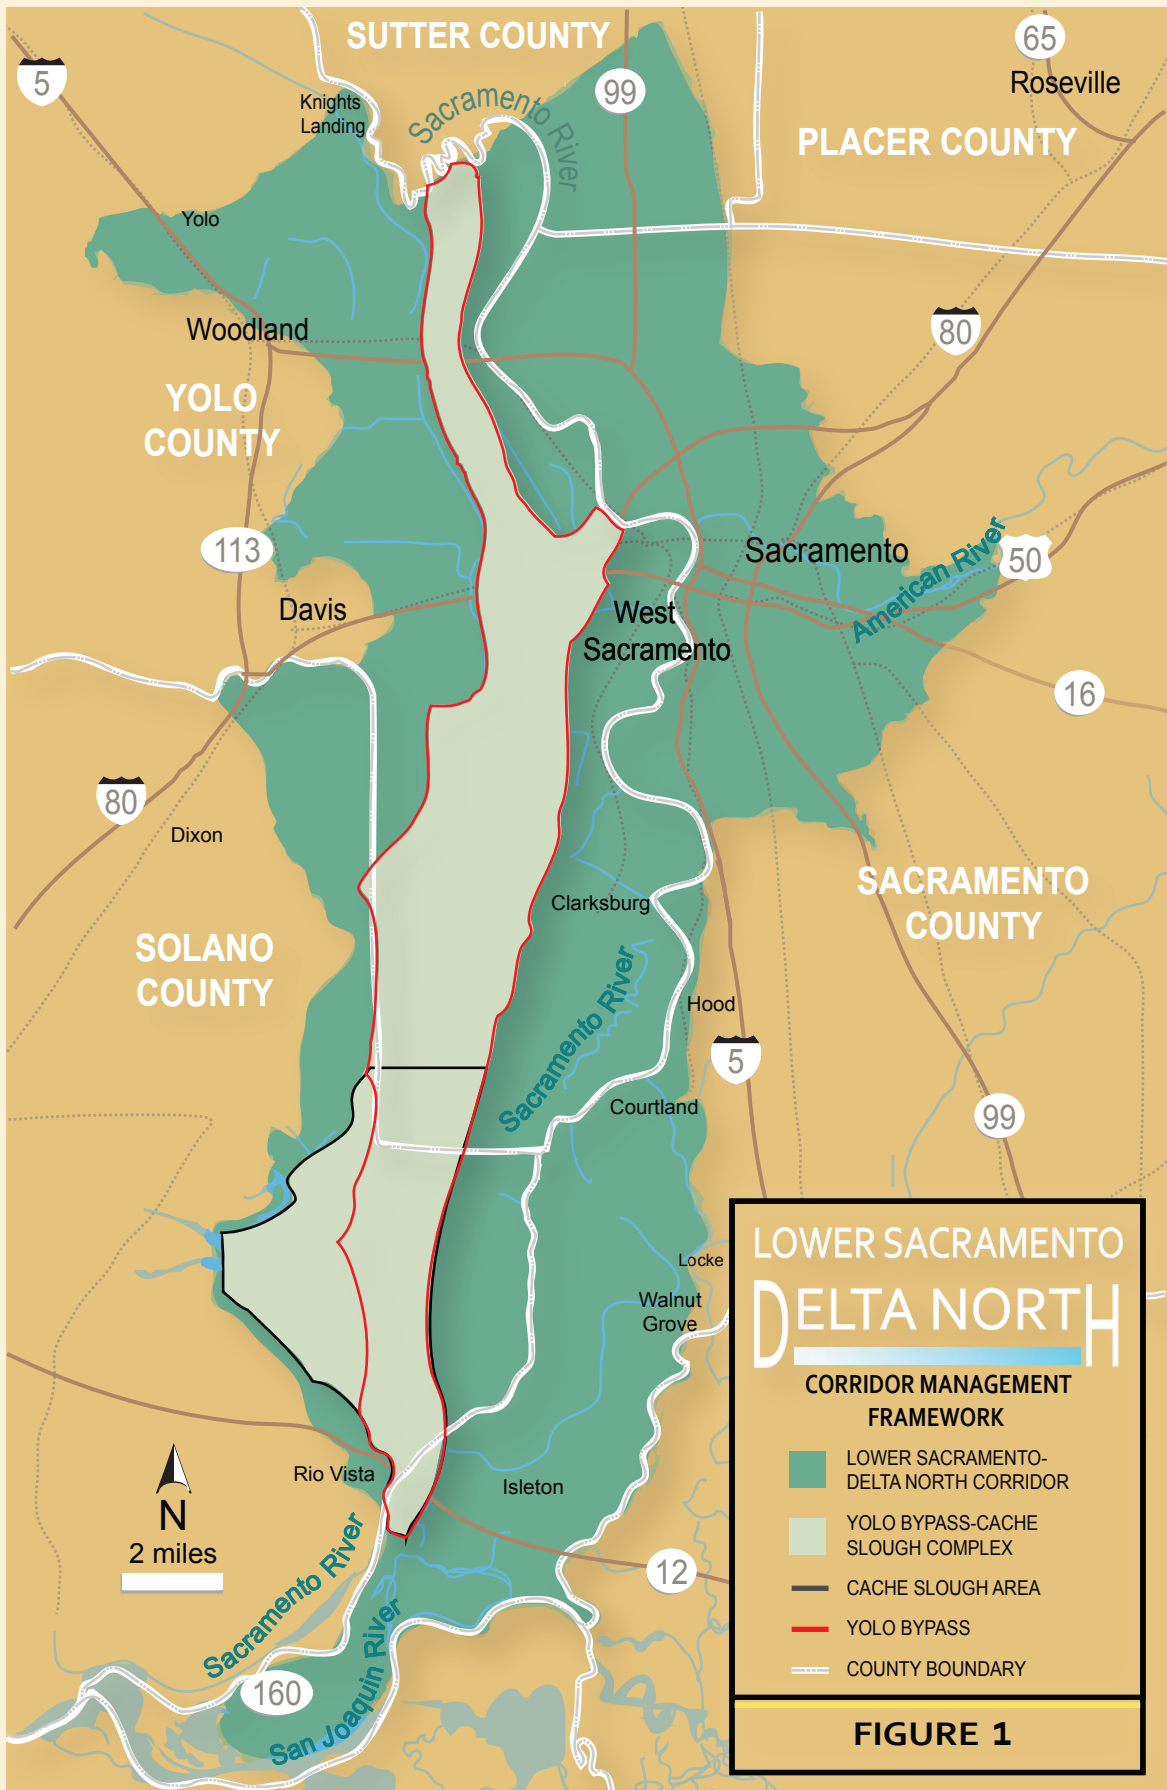 SUTTER COUNTY
65
Roseville
5
99
Knights
Landing
Sacramento River
PLACER COUNTY
Yolo
Woodland
80
YOLO
COUNTY
113
Sacramento
American River
50
Davis
West
Sacramento
16
80
Dixon
SACRAMENTO
COUNTY
Clarksburg
SOLANO
COUNTY
Sacramento River
Hood
5
Courtland
99
Locke
Walnut
Grove
Rio Vista
Isleton
N
2 miles
12
Sacramento River
160
San Joaquin River
LOWER SACRAMENTO
DELTA NORTH
CORRIDOR MANAGEMENT
FRAMEWORK
LOWER SACRAMENTO-
DELTA NORTH CORRIDOR
YOLO BYPASS-CACHE
SLOUGH COMPLEX
CACHE SLOUGH AREA
YOLO BYPASS
COUNTY BOUNDARY
FIGURE 1